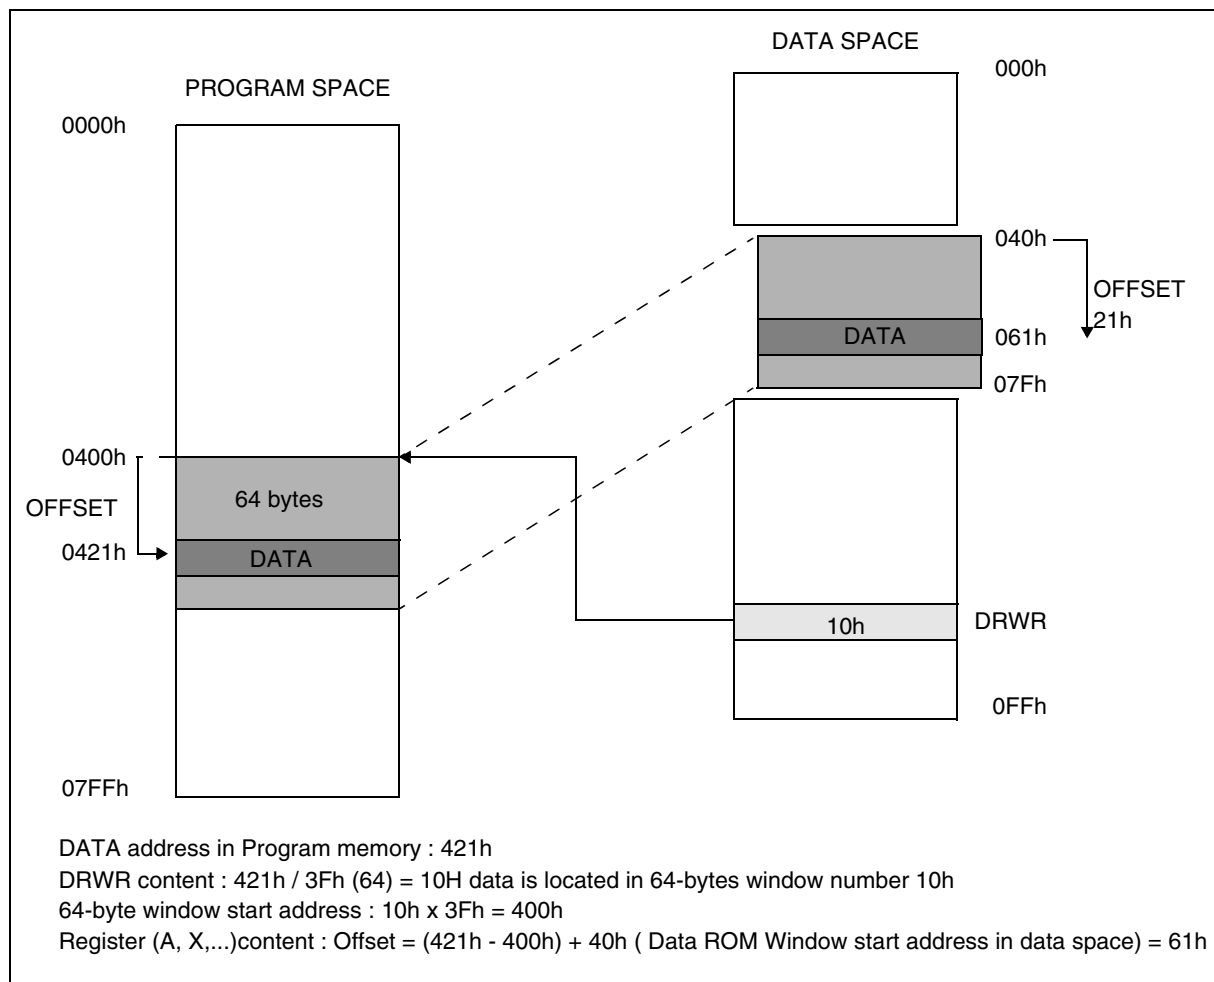 DATA SPACE
000h
PROGRAM SPACE
0000h
040h
OFFSET
21h
DATA
061h
07Fh
0400h
64 bytes
OFFSET
0421h
DATA
10h
DRWR
0FFh
07FFh
DATA address in Program memory : 421h
DRWR content : 421h / 3Fh (64) = 10H data is located in 64-bytes window number 10h
64-byte window start address : 10h x 3Fh = 400h
Register (A, X,...)content : Offset = (421h - 400h) + 40h ( Data ROM Window start address in data space) = 61h